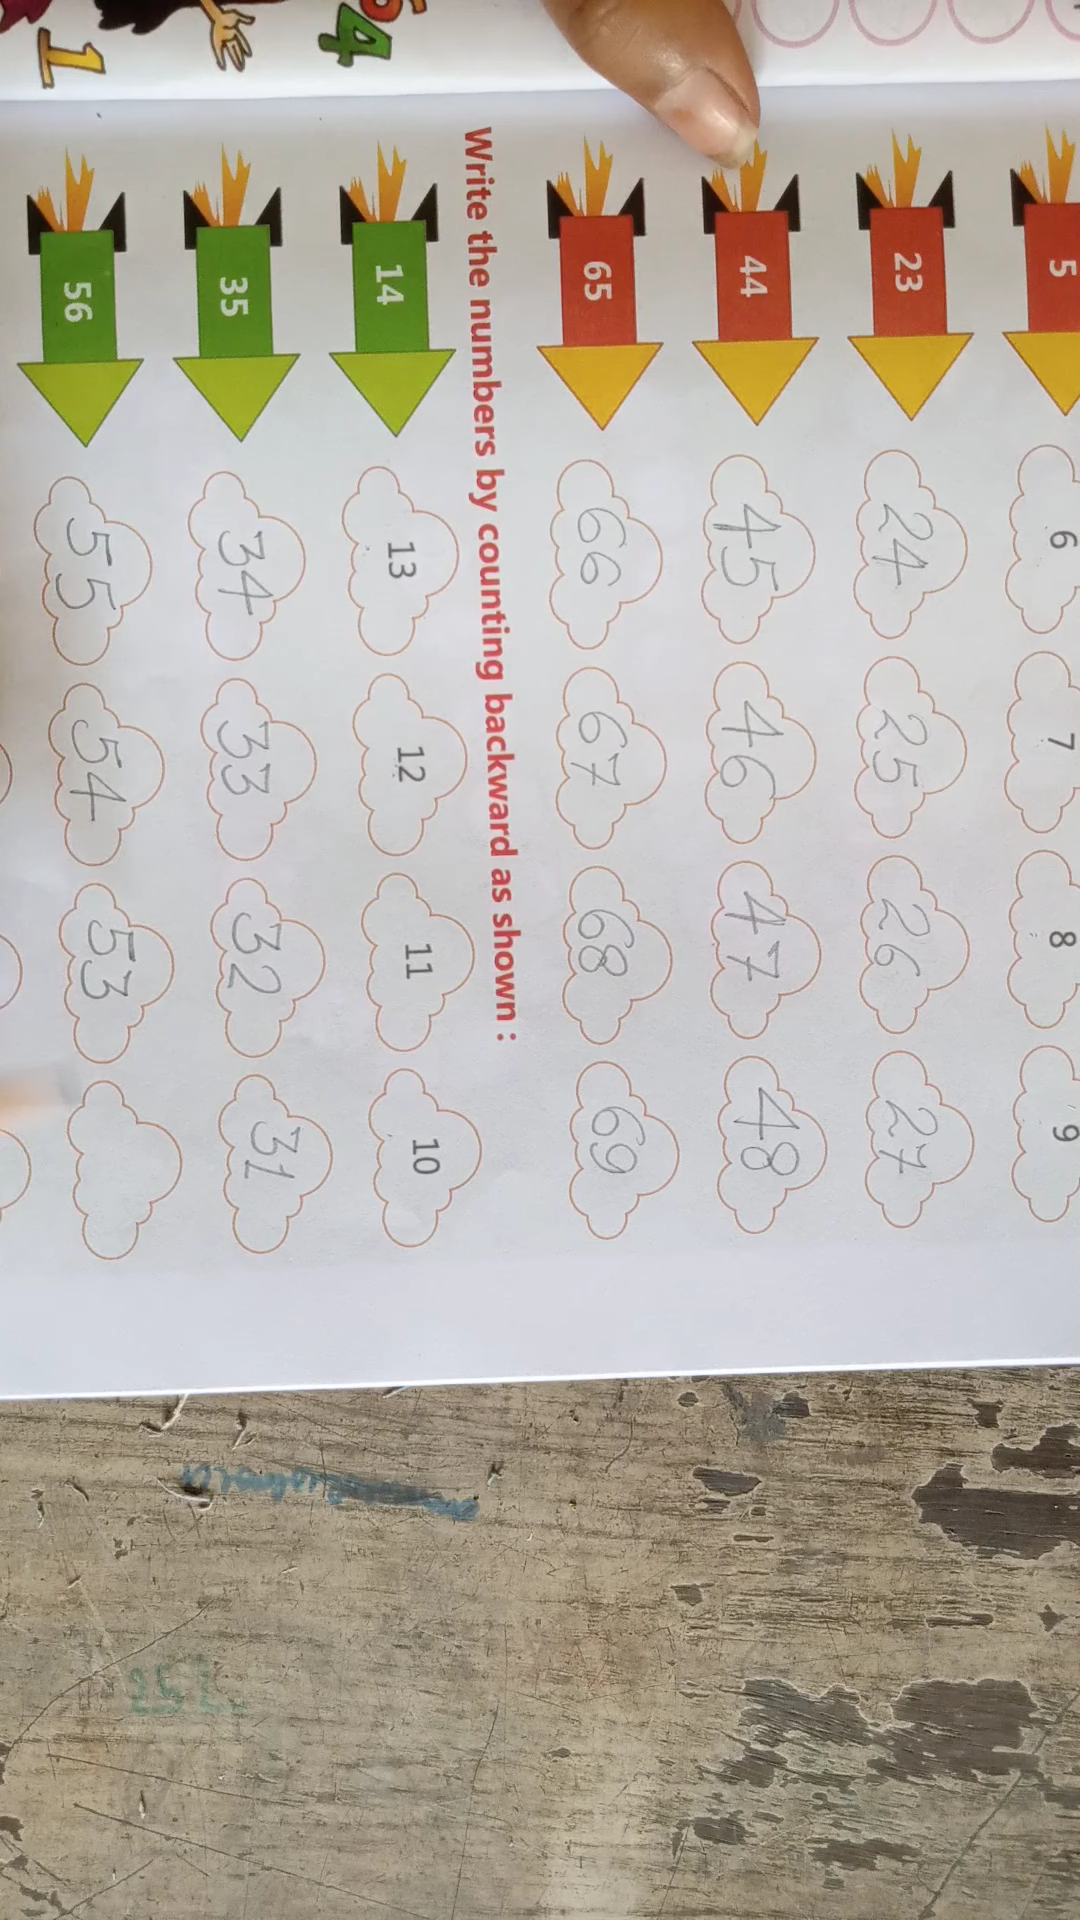 5 6 7 8 9
23 24 25 26 27
44 45 46 47 48
65 66 67 68 69
Write the numbers by counting backward as shown :
14 13 12 11 10
35 34 33 32 31
56 55 54 53
4
1